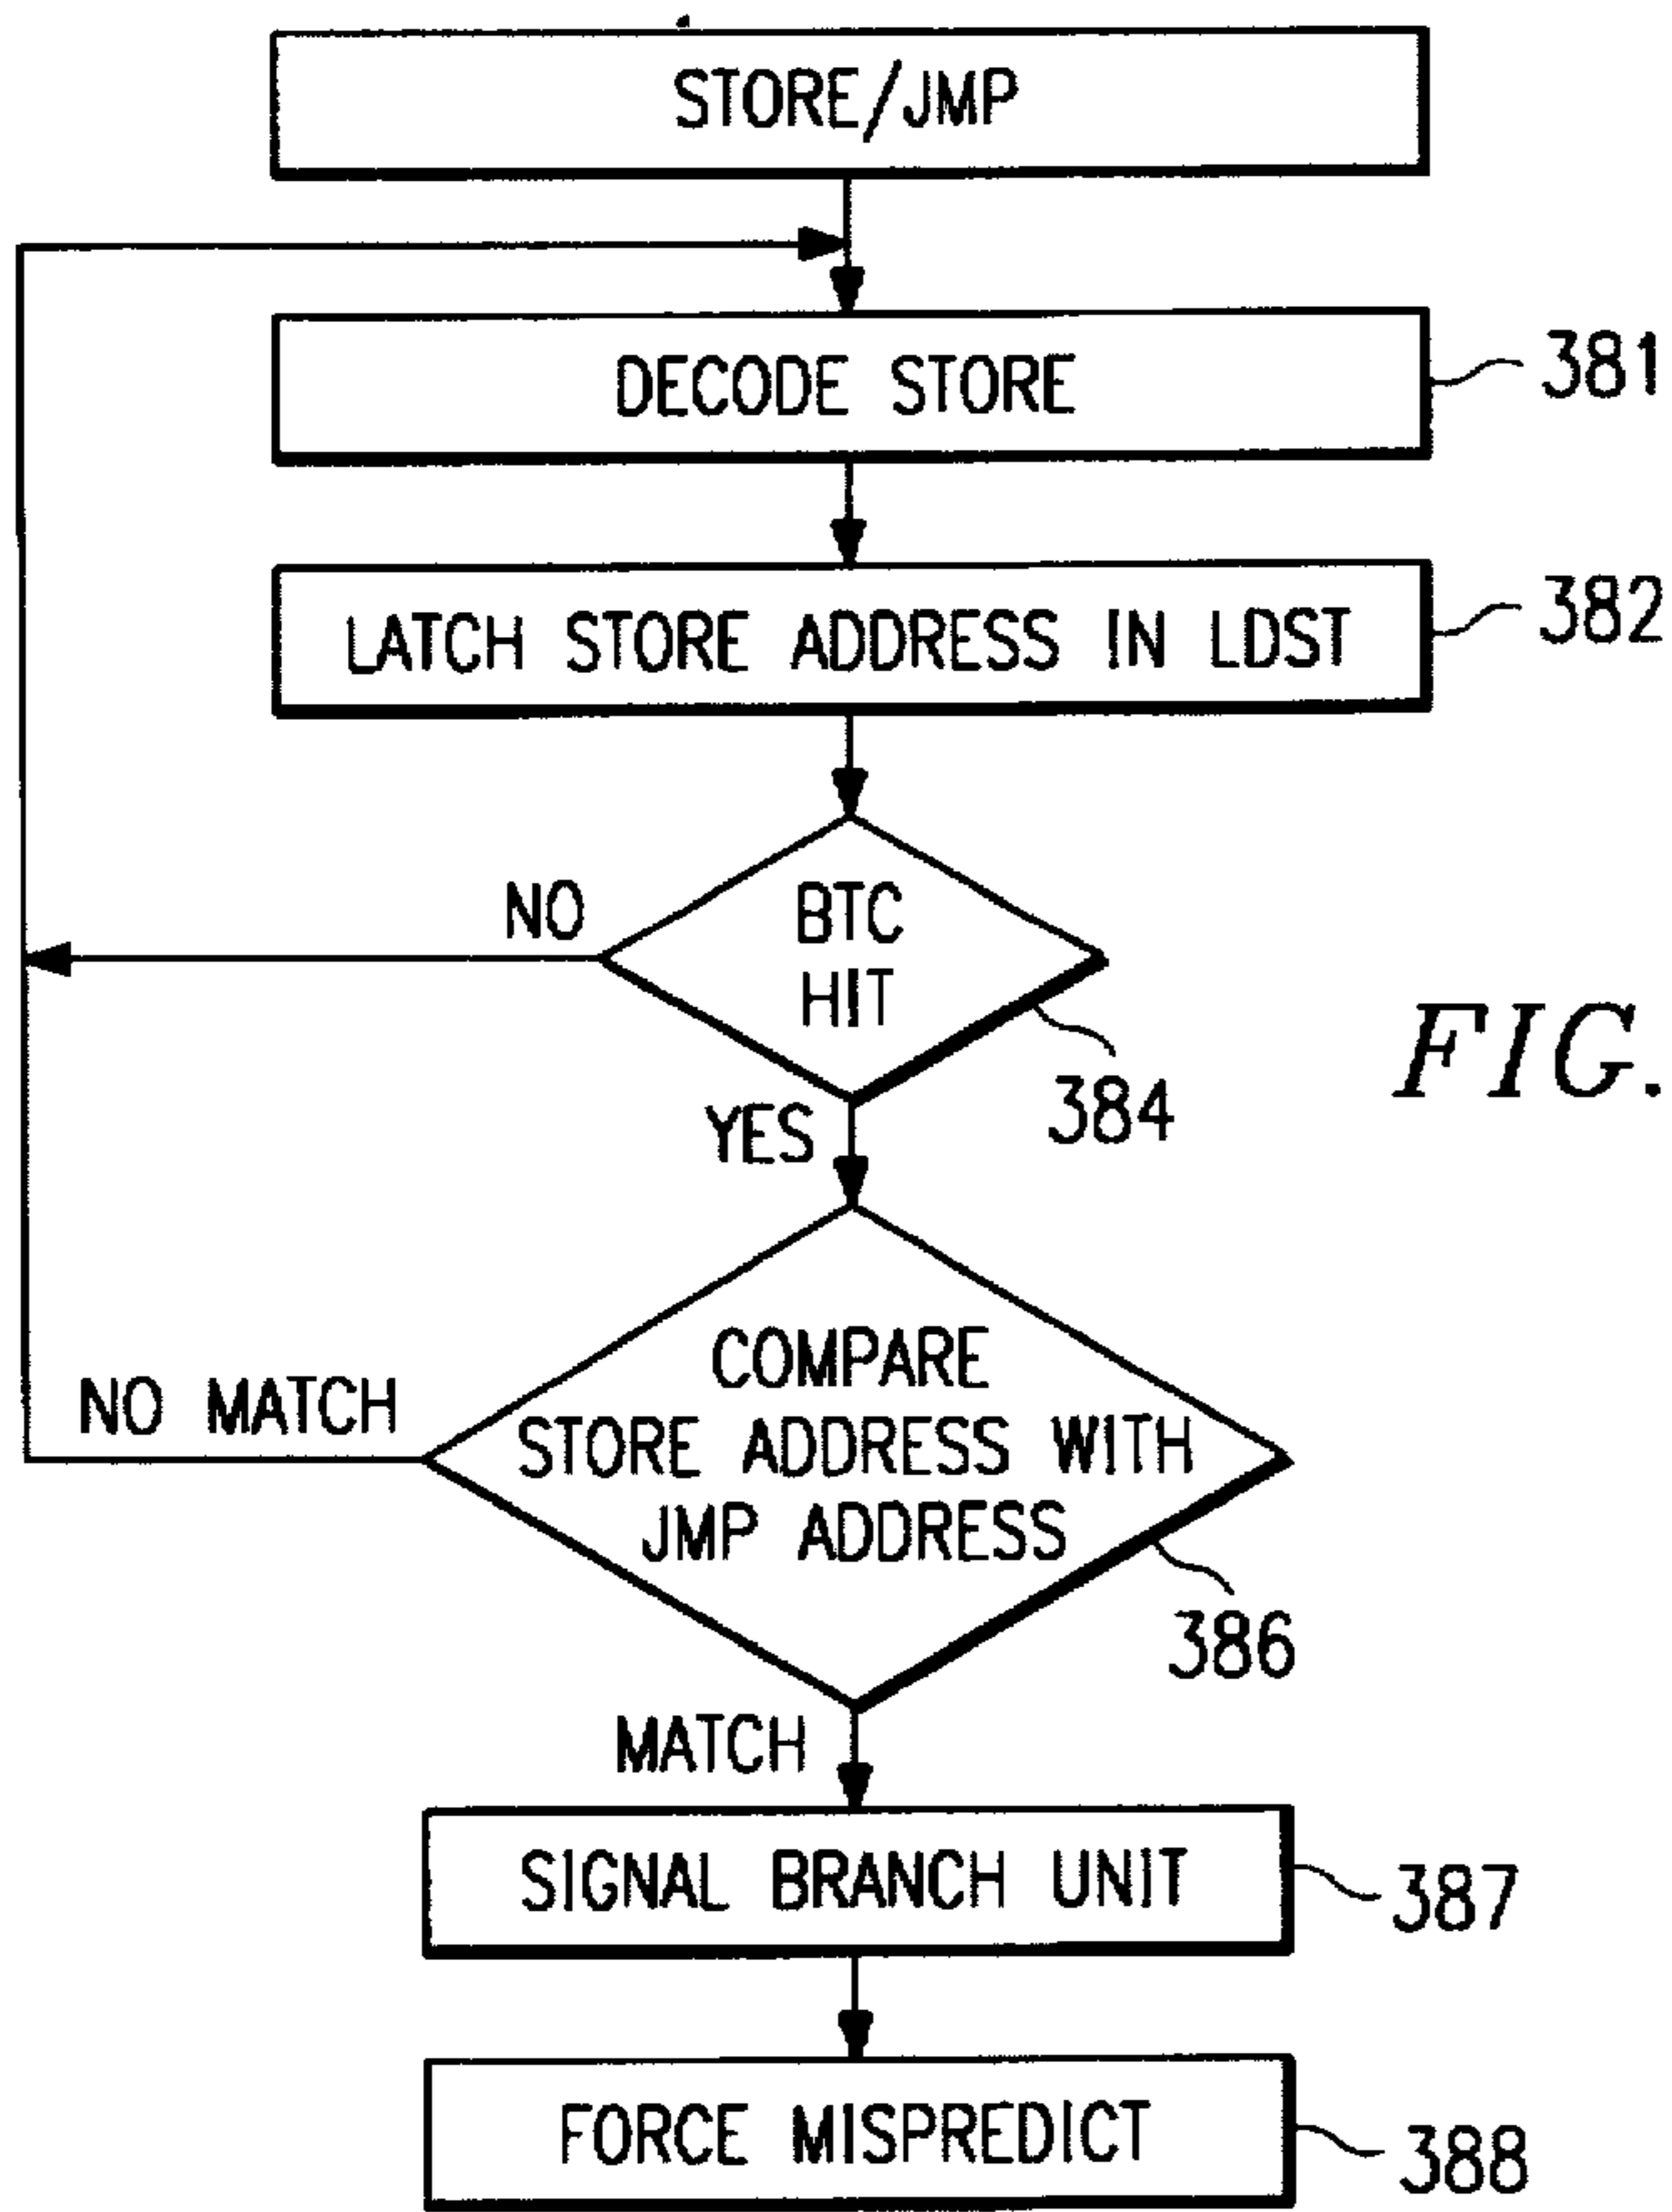 STORE/JMP
DECODE STORE
381
LATCH STORE ADDRESS IN LDST
382
NO
BTC
HIT
384
FIG.
YES
COMPARE
STORE ADDRESS WITH
JMP ADDRESS
NO MATCH
386
MATCH
SIGNAL BRANCH UNIT
387
FORCE MISPREDICT
388